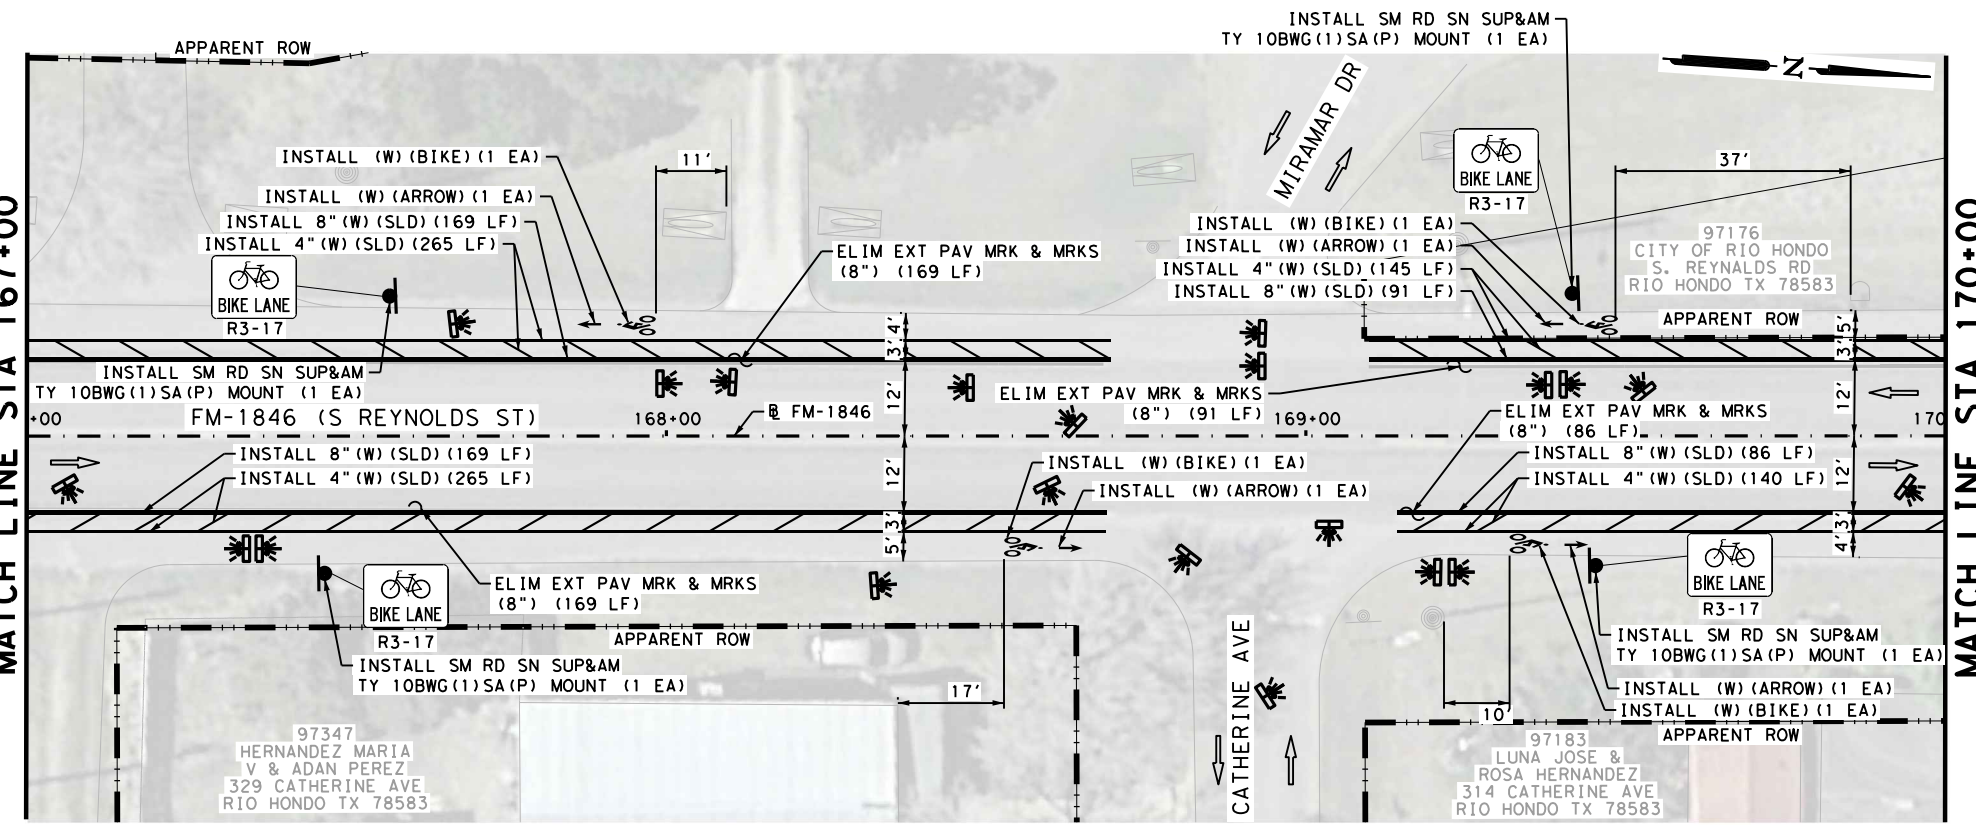 INSTALL SM RD SN SUP&AM
TY 10BWG(1)SA(P) MOUNT (1 EA)
APPARENT ROW
N
MIRAMAR DR
INSTALL (W)(BIKE)(1 EA)
11'
BIKE LANE
R3-17
37'
INSTALL (W)(ARROW)(1 EA)
INSTALL 8"(W)(SLD)(169 LF)
INSTALL 4"(W)(SLD)(265 LF)
INSTALL (W)(BIKE)(1 EA)
INSTALL (W)(ARROW)(1 EA)
INSTALL 4"(W)(SLD)(145 LF)
INSTALL 8"(W)(SLD)(91 LF)
97176
CITY OF RIO HONDO
S. REYNALDS RD
RIO HONDO TX 78583
ELIM EXT PAV MRK & MRKS
(8") (169 LF)
BIKE LANE
R3-17
MATCH LINE STA 167+00
MATCH LINE STA 170+00
4'
3'
12'
12'
3'
5'
APPARENT ROW
5'
3'
12'
12'
3'
4'
INSTALL SM RD SN SUP&AM
TY 10BWG(1)SA(P) MOUNT (1 EA)
ELIM EXT PAV MRK & MRKS
(8") (91 LF)
+00
FM-1846 (S REYNOLDS ST)
168+00
BL FM-1846
169+00
170
ELIM EXT PAV MRK & MRKS
(8") (86 LF)
INSTALL 8"(W)(SLD)(169 LF)
INSTALL 4"(W)(SLD)(265 LF)
INSTALL (W)(BIKE)(1 EA)
INSTALL (W)(ARROW)(1 EA)
INSTALL 8"(W)(SLD)(86 LF)
INSTALL 4"(W)(SLD)(140 LF)
ELIM EXT PAV MRK & MRKS
(8") (169 LF)
BIKE LANE
R3-17
APPARENT ROW
INSTALL SM RD SN SUP&AM
TY 10BWG(1)SA(P) MOUNT (1 EA)
17'
CATHERINE AVE
BIKE LANE
R3-17
INSTALL SM RD SN SUP&AM
TY 10BWG(1)SA(P) MOUNT (1 EA)
INSTALL (W)(ARROW)(1 EA)
INSTALL (W)(BIKE)(1 EA)
10'
APPARENT ROW
97347
HERNANDEZ MARIA
V & ADAN PEREZ
329 CATHERINE AVE
RIO HONDO TX 78583
97183
LUNA JOSE &
ROSA HERNANDEZ
314 CATHERINE AVE
RIO HONDO TX 78583